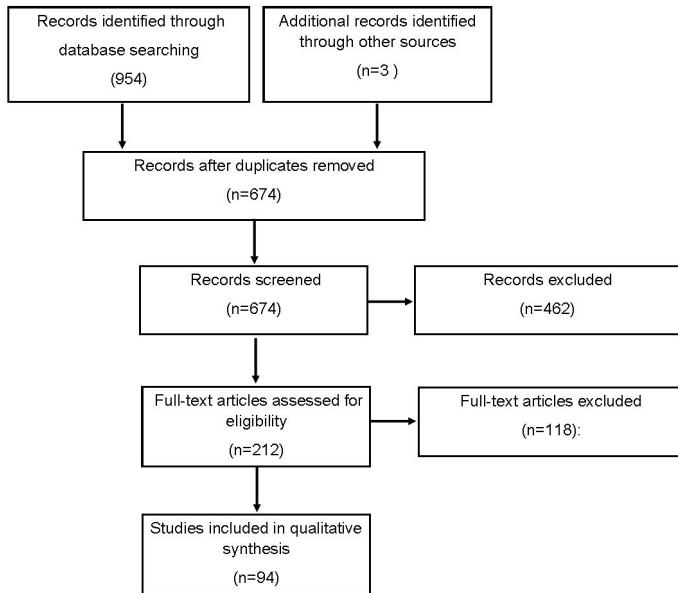 Records identified through
database searching
(954)
Additional records identified
through other sources
(n=3 )
Records after duplicates removed
(n=674)
Records screened
(n=674)
Records excluded
(n=462)
Full-text articles assessed for
eligibility
(n=212)
Full-text articles excluded
(n=118):
Studies included in qualitative
synthesis
(n=94)